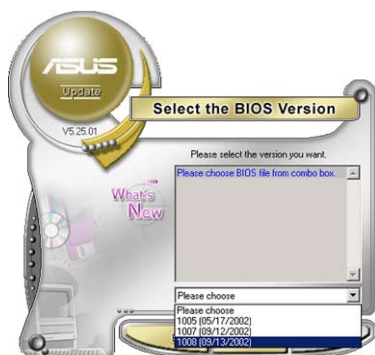 ASUS
Update
V5.25.01
Select the BIOS Version
Please select the version you want.
Please choose BIOS file from combo box.
What's
New
Please choose
Please choose
1005 (05/17/2002)
1007 (09/12/2002)
1008 (09/13/2002)